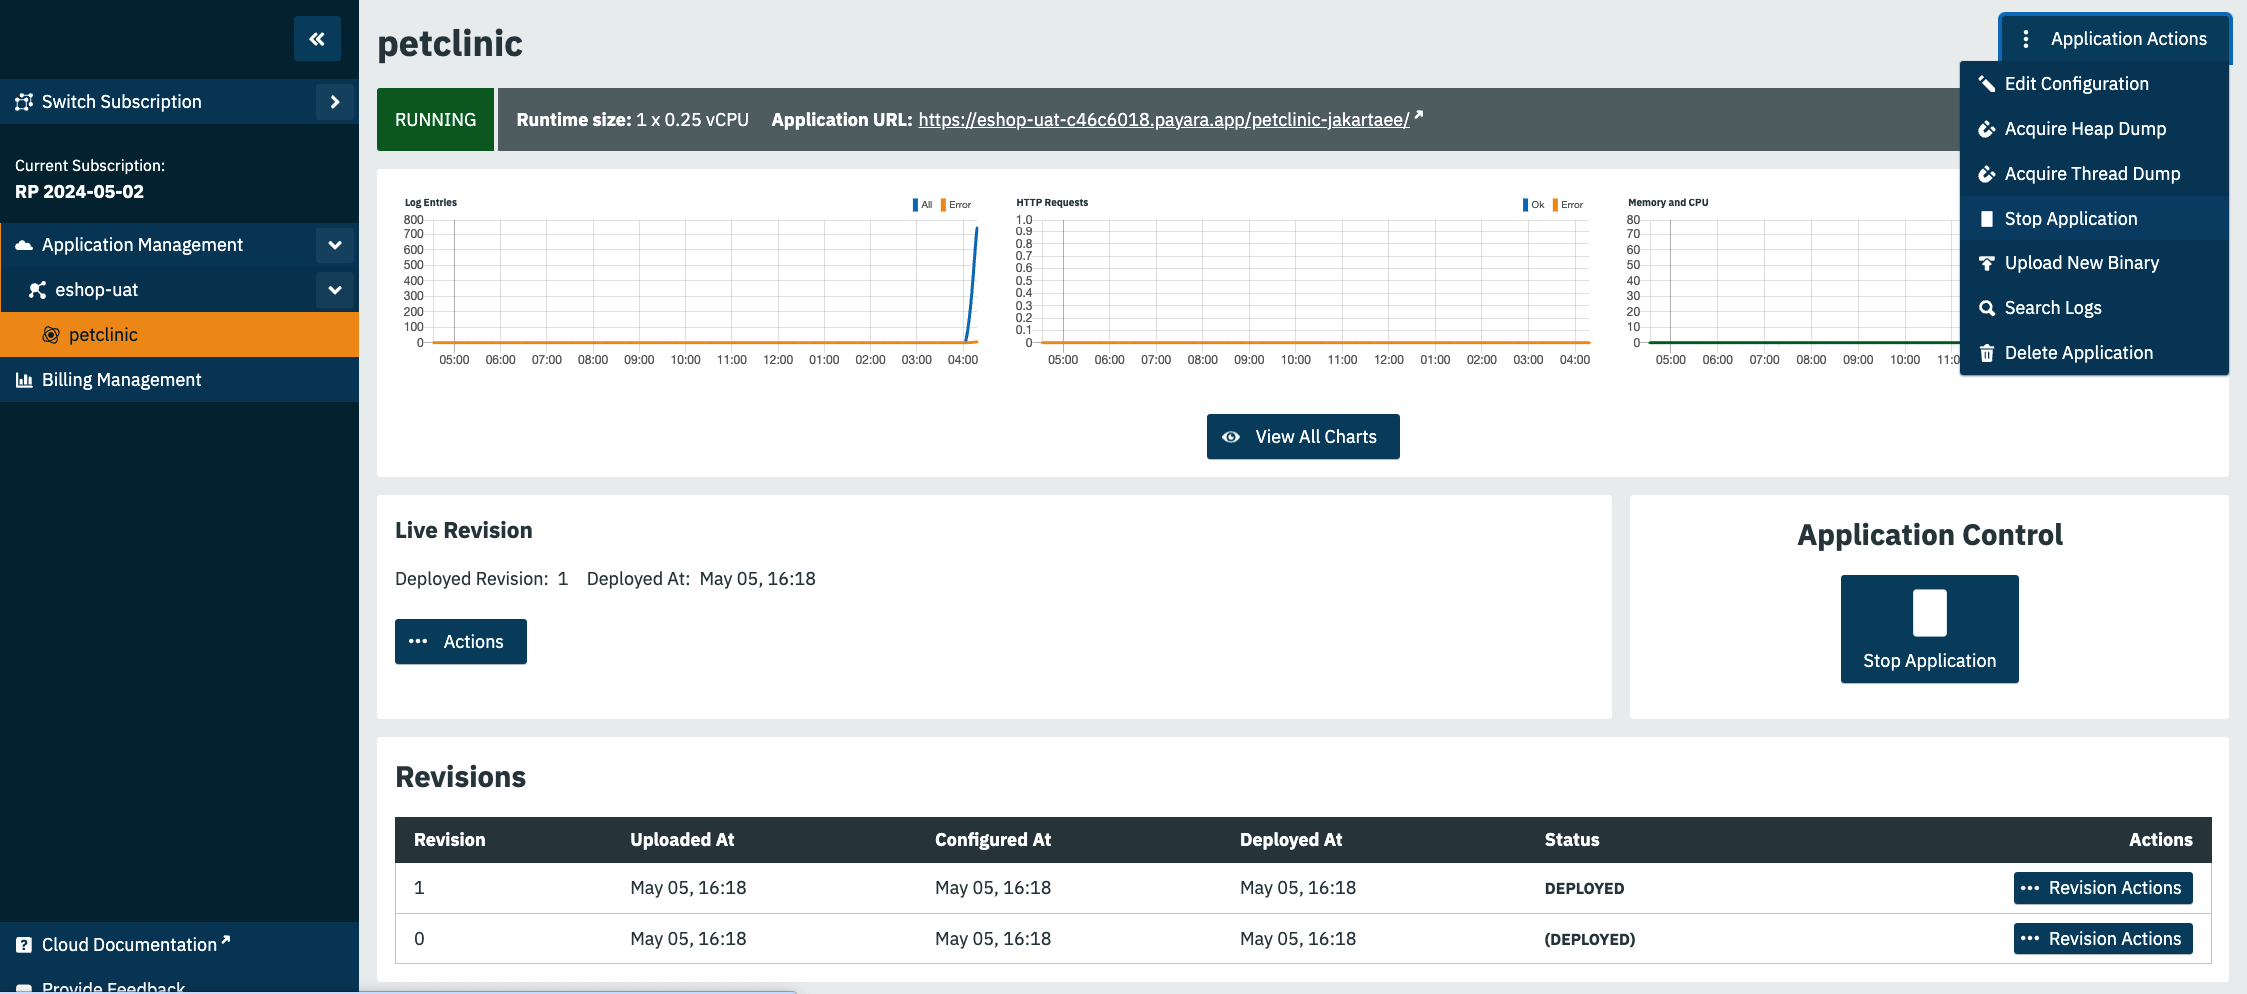 Switch Subscription
Current Subscription:
RP 2024-05-02
Application Management
eshop-uat
petclinic
Billing Management
Cloud Documentation
Provide Feedback
petclinic
Application Actions
Edit Configuration
Acquire Heap Dump
Acquire Thread Dump
Stop Application
Upload New Binary
Search Logs
Delete Application
RUNNING
Runtime size: 1 x 0.25 vCPU Application URL: https://eshop-uat-c46c6018.payara.app/petclinic-jakartaee/
Log Entries
All Error
800
700
600
500
400
300
200
100
0
05:00 06:00 07:00 08:00 09:00 10:00 11:00 12:00 01:00 02:00 03:00 04:00
HTTP Requests
Ok Error
1.0
0.9
0.8
0.7
0.6
0.5
0.4
0.3
0.2
0.1
0
05:00 06:00 07:00 08:00 09:00 10:00 11:00 12:00 01:00 02:00 03:00 04:00
Memory and CPU
80
70
60
50
40
30
20
10
0
05:00 06:00 07:00 08:00 09:00 10:00 11:0
View All Charts
Live Revision
Deployed Revision: 1 Deployed At: May 05, 16:18
Actions
Application Control
Stop Application
Revisions
Revision Uploaded At Configured At Deployed At Status Actions
1 May 05, 16:18 May 05, 16:18 May 05, 16:18 DEPLOYED Revision Actions
0 May 05, 16:18 May 05, 16:18 May 05, 16:18 (DEPLOYED) Revision Actions